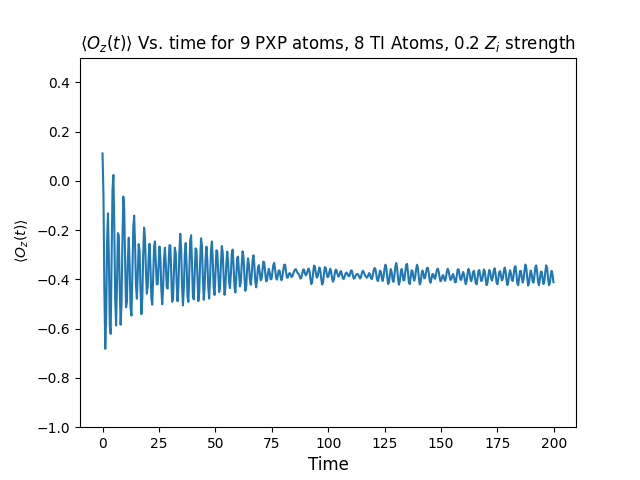 ⟨O_z(t)⟩ Vs. time for 9 PXP atoms, 8 TI Atoms, 0.2 Z_i strength
0.4
0.2
0.0
−0.2
−0.4
−0.6
−0.8
−1.0
⟨O_z(t)⟩
0 25 50 75 100 125 150 175 200
Time